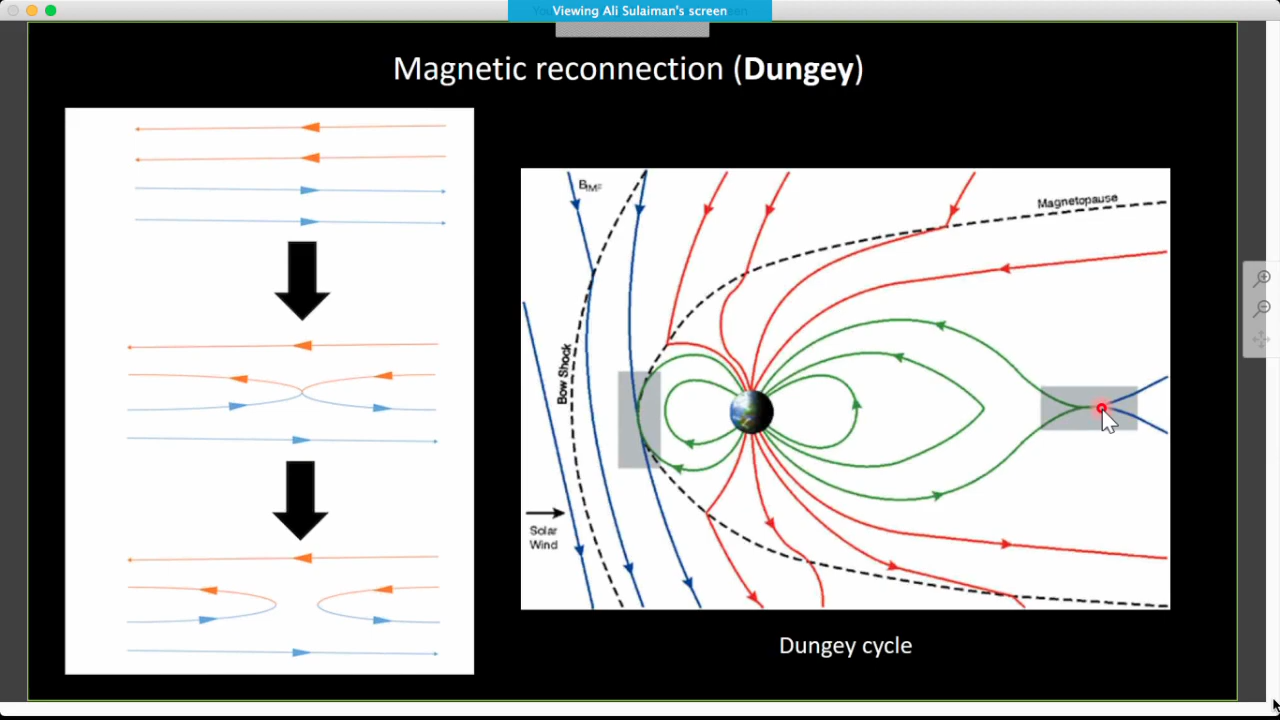 Viewing Ali Sulaiman's screen
Magnetic reconnection (Dungey)
B_IMF
Magnetopause
Bow Shock
Solar
Wind
Dungey cycle